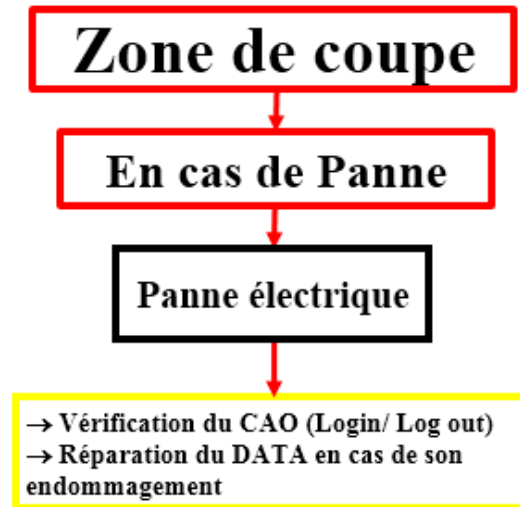 Zone de coupe
En cas de Panne
Panne électrique
→ Vérification du CAO (Login/ Log out)
→ Réparation du DATA en cas de son
endommagement